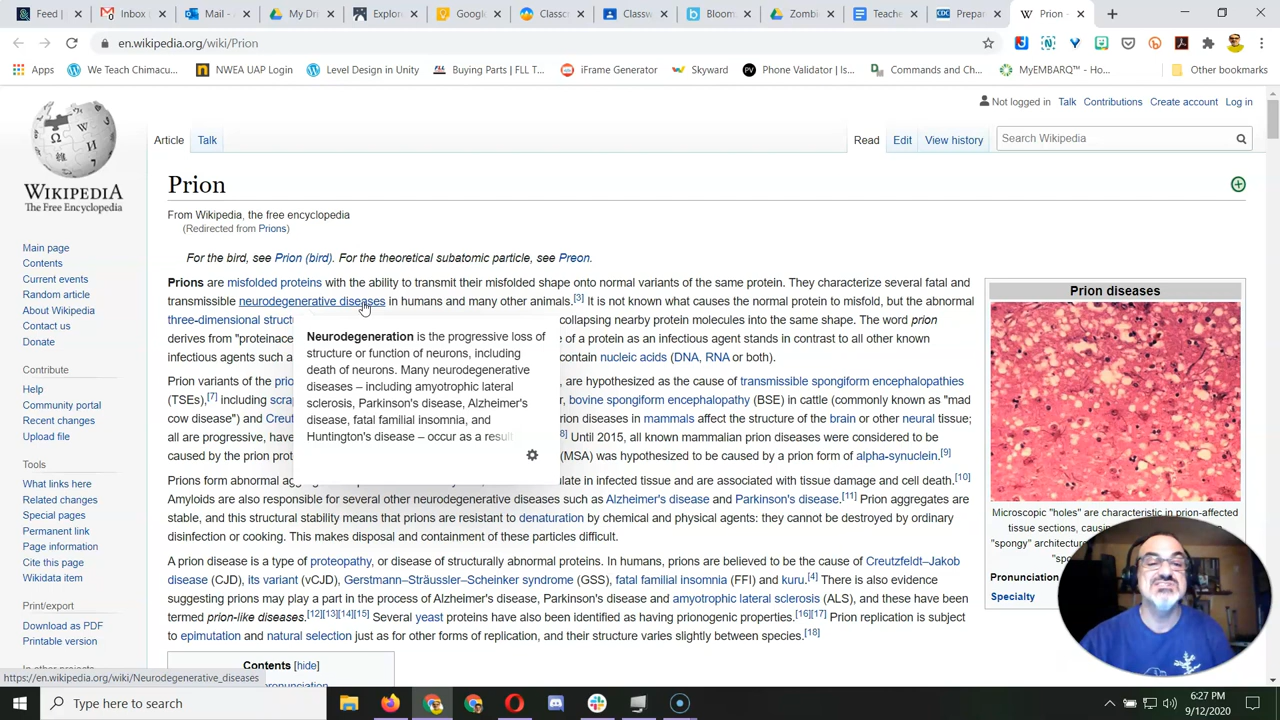 Feed |
Inbox
Mail -
My Dr
Explor
Google
Classc
Classw
Bloom
Zombi
Teache
Prepar
Prion -
en.wikipedia.org/wiki/Prion
Apps
We Teach Chimacu...
NWEA UAP Login
Level Design in Unity
Buying Parts | FLL T...
iFrame Generator
Skyward
Phone Validator | Is...
Commands and Ch...
MyEMBARQ™ - Ho...
Other bookmarks
Not logged in Talk Contributions Create account Log in
Article Talk
Read Edit View history
Search Wikipedia
WIKIPEDIA
The Free Encyclopedia
Main page
Contents
Current events
Random article
About Wikipedia
Contact us
Donate
Contribute
Help
Community portal
Recent changes
Upload file
Tools
What links here
Related changes
Special pages
Permanent link
Page information
Cite this page
Wikidata item
Print/export
Download as PDF
Printable version
In other projects
Prion
From Wikipedia, the free encyclopedia
(Redirected from Prions)
For the bird, see Prion (bird). For the theoretical subatomic particle, see Preon.
Prions are misfolded proteins with the ability to transmit their misfolded shape onto normal variants of the same protein. They characterize several fatal and
transmissible neurodegenerative diseases in humans and many other animals.[3] It is not known what causes the normal protein to misfold, but the abnormal
three-dimensional struct collapsing nearby protein molecules into the same shape. The word prion
derives from "proteinace of a protein as an infectious agent stands in contrast to all other known
infectious agents such a contain nucleic acids (DNA, RNA or both).
Neurodegeneration is the progressive loss of
structure or function of neurons, including
death of neurons. Many neurodegenerative
diseases – including amyotrophic lateral
sclerosis, Parkinson's disease, Alzheimer's
disease, fatal familial insomnia, and
Huntington's disease – occur as a result
Prion variants of the prio , are hypothesized as the cause of transmissible spongiform encephalopathies
(TSEs),[7] including scrap , bovine spongiform encephalopathy (BSE) in cattle (commonly known as "mad
cow disease") and Creut rion diseases in mammals affect the structure of the brain or other neural tissue;
all are progressive, have 8] Until 2015, all known mammalian prion diseases were considered to be
caused by the prion prot (MSA) was hypothesized to be caused by a prion form of alpha-synuclein.[9]
Prions form abnormal aggre late in infected tissue and are associated with tissue damage and cell death.[10]
Amyloids are also responsible for several other neurodegenerative diseases such as Alzheimer's disease and Parkinson's disease.[11] Prion aggregates are
stable, and this structural stability means that prions are resistant to denaturation by chemical and physical agents: they cannot be destroyed by ordinary
disinfection or cooking. This makes disposal and containment of these particles difficult.
A prion disease is a type of proteopathy, or disease of structurally abnormal proteins. In humans, prions are believed to be the cause of Creutzfeldt–Jakob
disease (CJD), its variant (vCJD), Gerstmann–Sträussler–Scheinker syndrome (GSS), fatal familial insomnia (FFI) and kuru.[4] There is also evidence
suggesting prions may play a part in the process of Alzheimer's disease, Parkinson's disease and amyotrophic lateral sclerosis (ALS), and these have been
termed prion-like diseases.[12][13][14][15] Several yeast proteins have also been identified as having prionogenic properties.[16][17] Prion replication is subject
to epimutation and natural selection just as for other forms of replication, and their structure varies slightly between species.[18]
Contents [hide]
Prion diseases
Microscopic "holes" are characteristic in prion-affected
tissue sections, causi
"spongy" architectur
"spo
Pronunciation
Specialty
https://en.wikipedia.org/wiki/Neurodegenerative_diseases
Type here to search
6:27 PM
9/12/2020